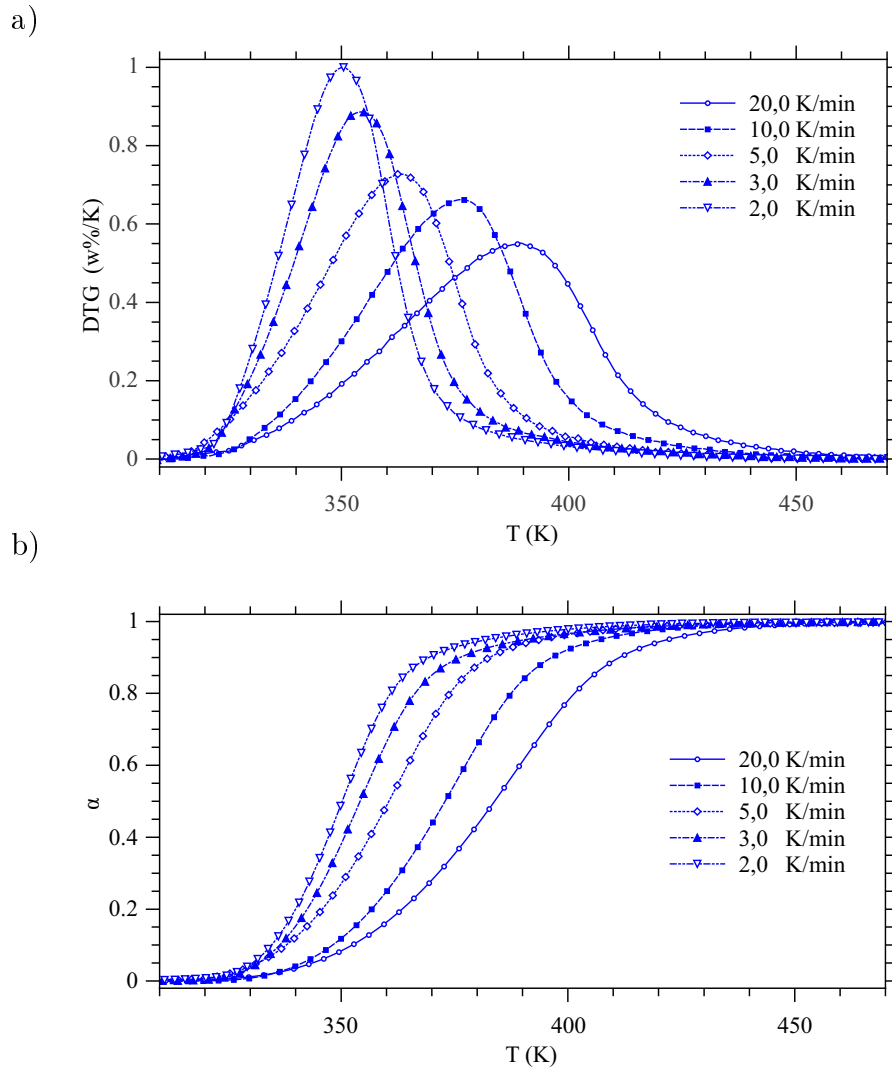 a)
1
0.8
0.6
0.4
0.2
0
DTG (w%/K)
20,0 K/min
10,0 K/min
5,0 K/min
3,0 K/min
2,0 K/min
350
400
450
T (K)
b)
1
0.8
0.6
0.4
0.2
0
α
20,0 K/min
10,0 K/min
5,0 K/min
3,0 K/min
2,0 K/min
350
400
450
T (K)